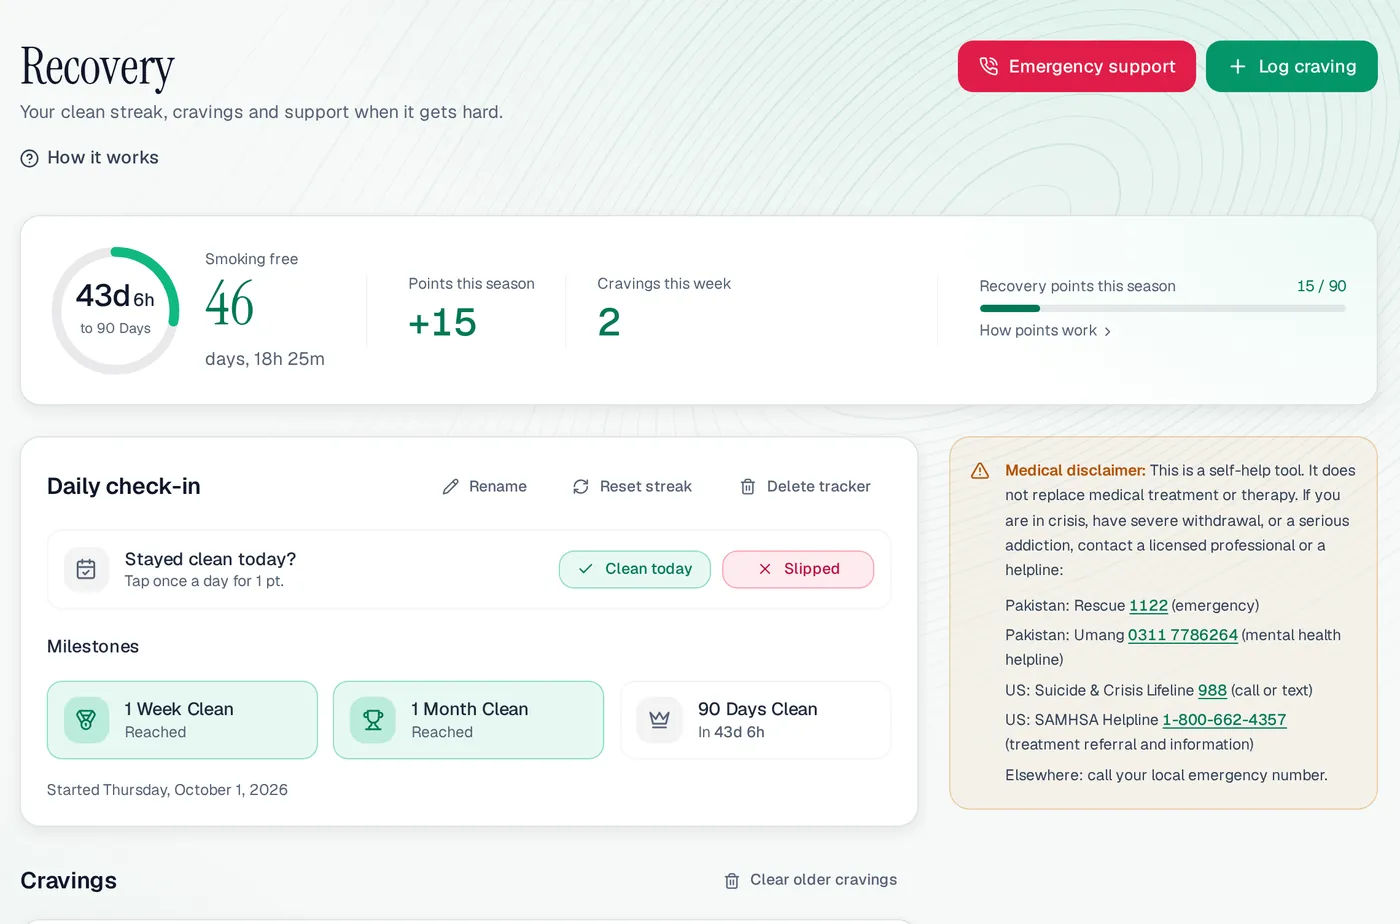 Recovery
Your clean streak, cravings and support when it gets hard.
How it works
Emergency support
Log craving
43d 6h
to 90 Days
Smoking free
46
days, 18h 25m
Points this season
+15
Cravings this week
2
Recovery points this season
15 / 90
How points work
Daily check-in
Rename
Reset streak
Delete tracker
Stayed clean today?
Tap once a day for 1 pt.
Clean today
Slipped
Milestones
1 Week Clean
Reached
1 Month Clean
Reached
90 Days Clean
In 43d 6h
Started Thursday, October 1, 2026
Medical disclaimer: This is a self-help tool. It does
not replace medical treatment or therapy. If you
are in crisis, have severe withdrawal, or a serious
addiction, contact a licensed professional or a
helpline:
Pakistan: Rescue 1122 (emergency)
Pakistan: Umang 0311 7786264 (mental health
helpline)
US: Suicide & Crisis Lifeline 988 (call or text)
US: SAMHSA Helpline 1-800-662-4357
(treatment referral and information)
Elsewhere: call your local emergency number.
Cravings
Clear older cravings